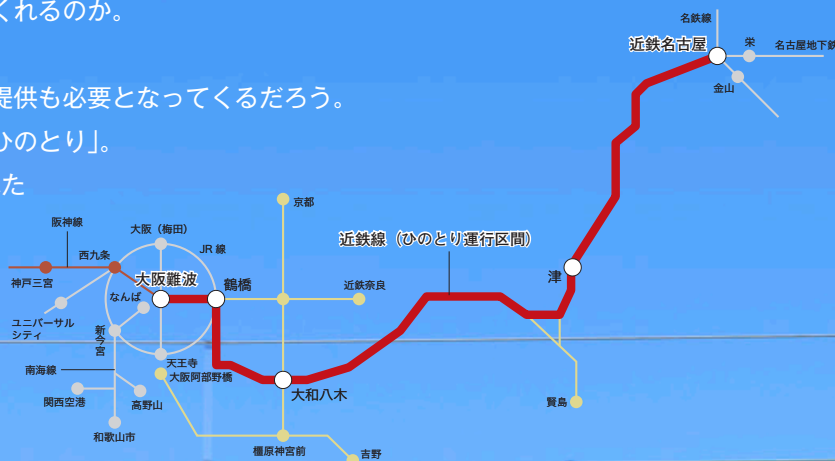 くれるのか。
提供も必要となってくるだろう。
ひのとり」。
た
名鉄線
近鉄名古屋
栄
名古屋地下鉄
金山
京都
阪神線
大阪（梅田）
JR 線
西九条
近鉄線（ひのとり運行区間）
大阪難波
鶴橋
津
神戸三宮
なんば
近鉄奈良
ユニバーサル
シティ
新今宮
天王寺
南海線
大阪阿部野橋
大和八木
関西空港
高野山
賢島
和歌山市
橿原神宮前
吉野